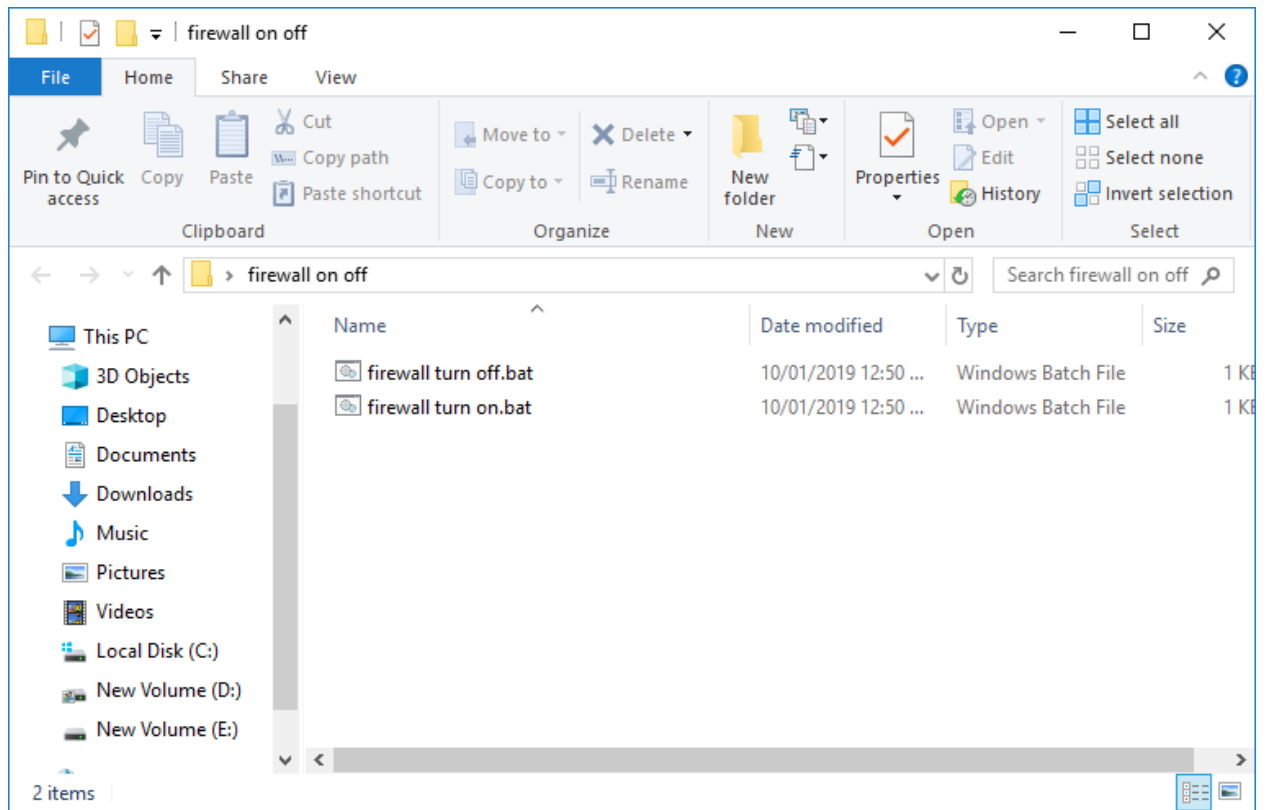 firewall on off
File Home Share View
Pin to Quick access
Copy
Paste
Cut
Copy path
Paste shortcut
Clipboard
Move to
Copy to
Delete
Rename
Organize
New folder
New
Properties
Open
Edit
History
Open
Select all
Select none
Invert selection
Select
firewall on off
Search firewall on off
This PC
3D Objects
Desktop
Documents
Downloads
Music
Pictures
Videos
Local Disk (C:)
New Volume (D:)
New Volume (E:)
Name Date modified Type Size
firewall turn off.bat 10/01/2019 12:50 ... Windows Batch File 1 KB
firewall turn on.bat 10/01/2019 12:50 ... Windows Batch File 1 KB
2 items